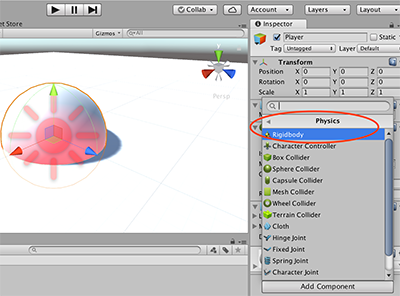 Collab
Account
Layers
Layout
et Store
Gizmos
All
Inspector
Player
Static
Tag Untagged
Layer Default
Transform
Position X 0 Y 0 Z 0
Rotation X 0 Y 0 Z 0
Scale X 1 Y 1 Z 1
Persp
Physics
Rigidbody
Character Controller
Box Collider
Sphere Collider
Capsule Collider
Mesh Collider
Wheel Collider
Terrain Collider
Cloth
Hinge Joint
Fixed Joint
Spring Joint
Character Joint
Add Component